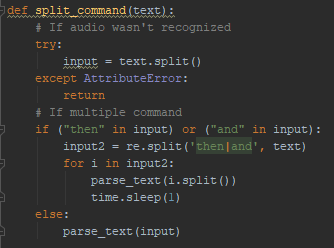 def split_command(text):
    # If audio wasn't recognized
    try:
        input = text.split()
    except AttributeError:
        return
    # If multiple command
    if ("then" in input) or ("and" in input):
        input2 = re.split('then|and', text)
        for i in input2:
            parse_text(i.split())
            time.sleep(1)
    else:
        parse_text(input)